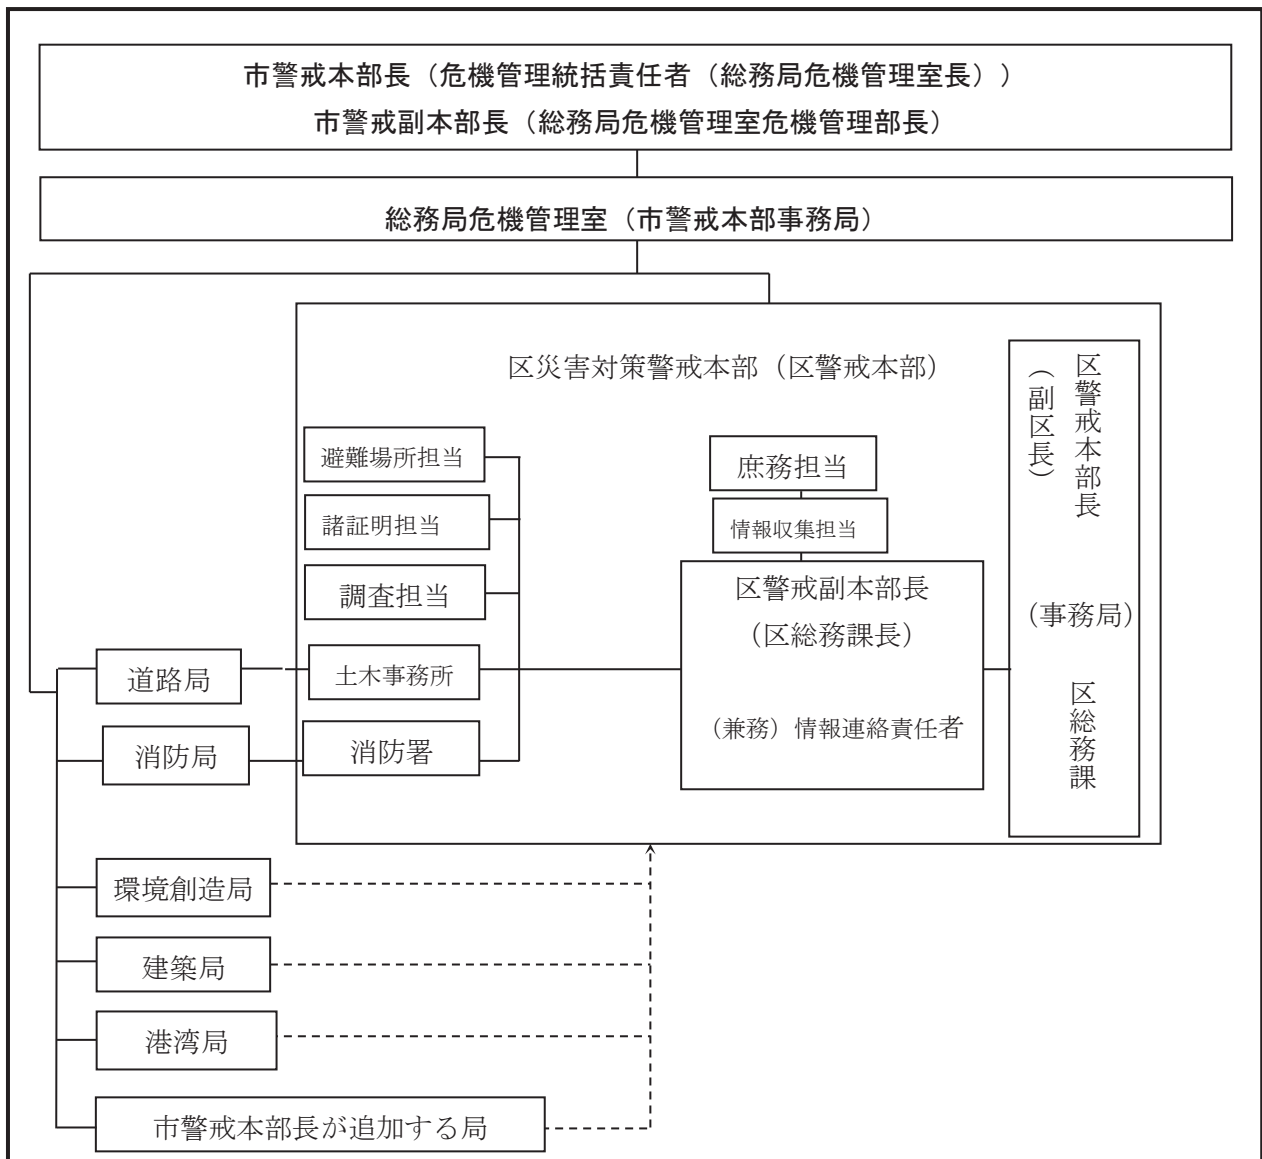 市警戒本部長（危機管理統括責任者（総務局危機管理室長））
市警戒副本部長（総務局危機管理室危機管理部長）
総務局危機管理室（市警戒本部事務局）
区災害対策警戒本部（区警戒本部）
区警戒本部長
（副区長）
（事務局）
区総務課
避難場所担当
諸証明担当
調査担当
土木事務所
消防署
庶務担当
情報収集担当
区警戒副本部長
（区総務課長）
（兼務）情報連絡責任者
道路局
消防局
環境創造局
建築局
港湾局
市警戒本部長が追加する局